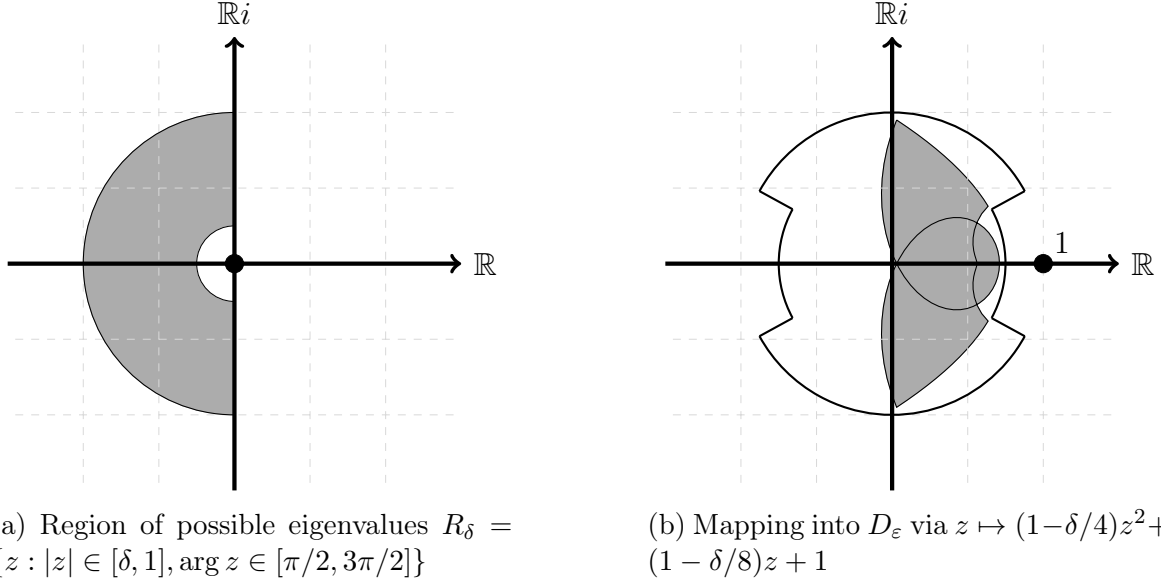 ℝi
ℝ
a) Region of possible eigenvalues R_δ =
{z : |z| ∈ [δ, 1], arg z ∈ [π/2, 3π/2]}
ℝi
1
ℝ
(b) Mapping into D_ε via z ↦ (1−δ/4)z²+
(1 − δ/8)z + 1